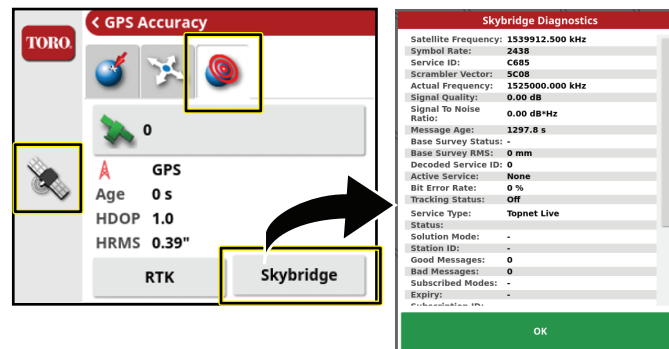 TORO.
< GPS Accuracy
0
GPS
Age 0 s
HDOP 1.0
HRMS 0.39"
RTK
Skybridge
Skybridge Diagnostics
Satellite Frequency: 1539912.500 kHz
Symbol Rate: 2438
Service ID: C685
Scrambler Vector: 5C08
Actual Frequency: 1525000.000 kHz
Signal Quality: 0.00 dB
Signal To Noise
Ratio: 0.00 dB*Hz
Message Age: 1297.8 s
Base Survey Status: -
Base Survey RMS: 0 mm
Decoded Service ID: 0
Active Service: None
Bit Error Rate: 0 %
Tracking Status: Off
Service Type: Topnet Live
Status:
Solution Mode: -
Station ID: -
Good Messages: 0
Bad Messages: 0
Subscribed Modes: -
Expiry: -
Subscription ID:
OK